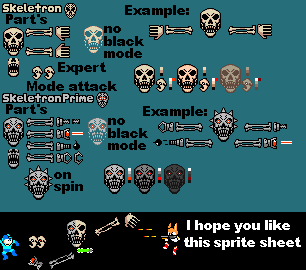 Skeletron
Part's
Example:
no
black
mode
Expert
Mode attack
SkeletronPrime
Part's
Example:
no
black
mode
on
spin
I hope you like
this sprite sheet